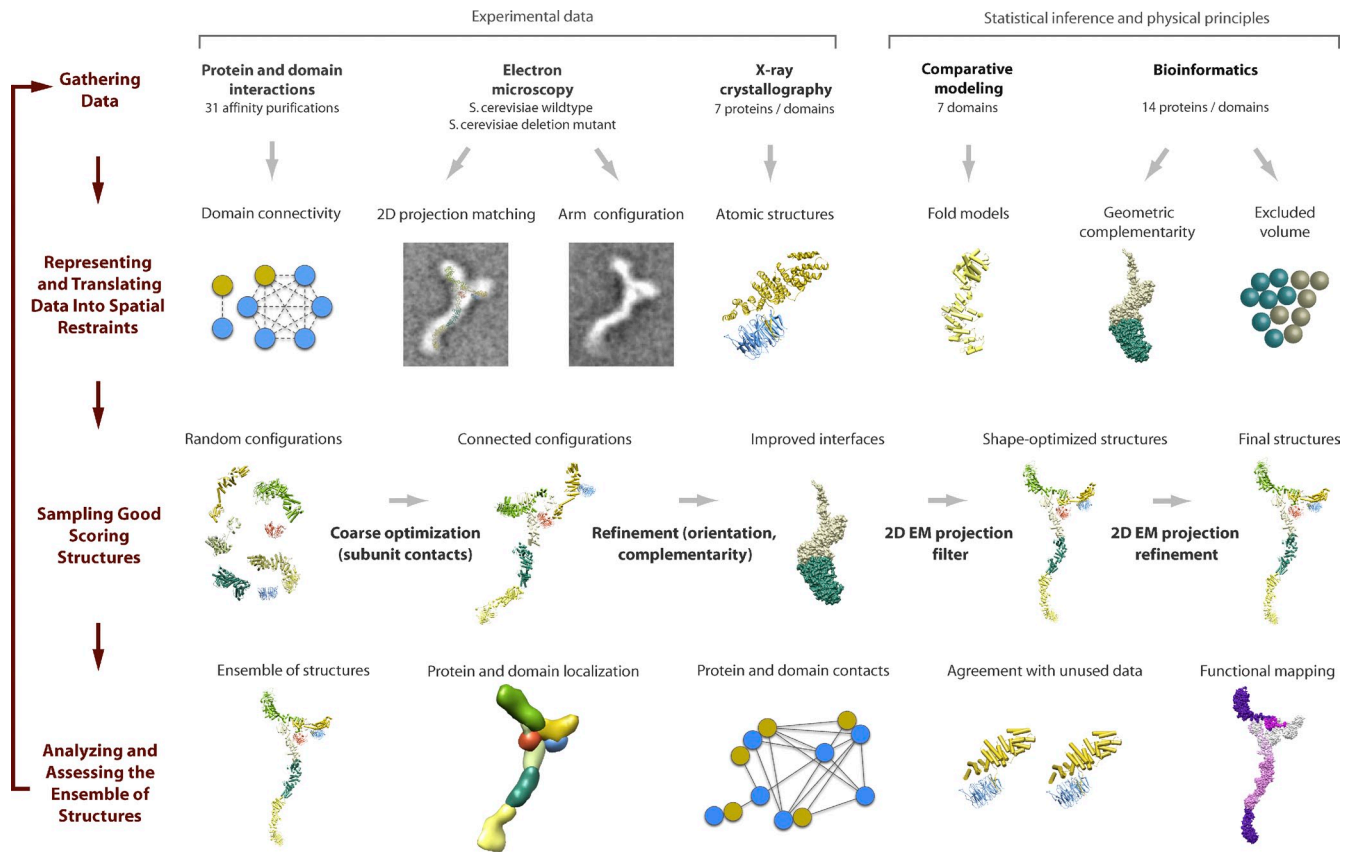 Experimental data
Statistical inference and physical principles
Gathering
Data
Protein and domain
interactions
31 affinity purifications
Electron
microscopy
S. cerevisiae wildtype
S. cerevisiae deletion mutant
X-ray
crystallography
7 proteins / domains
Comparative
modeling
7 domains
Bioinformatics
14 proteins / domains
Representing
and Translating
Data Into Spatial
Restraints
Domain connectivity
2D projection matching
Arm configuration
Atomic structures
Fold models
Geometric
complementarity
Excluded
volume
Sampling Good
Scoring
Structures
Random configurations
Coarse optimization
(subunit contacts)
Connected configurations
Refinement (orientation,
complementarity)
Improved interfaces
2D EM projection
filter
Shape-optimized structures
2D EM projection
refinement
Final structures
Analyzing and
Assessing the
Ensemble of
Structures
Ensemble of structures
Protein and domain localization
Protein and domain contacts
Agreement with unused data
Functional mapping